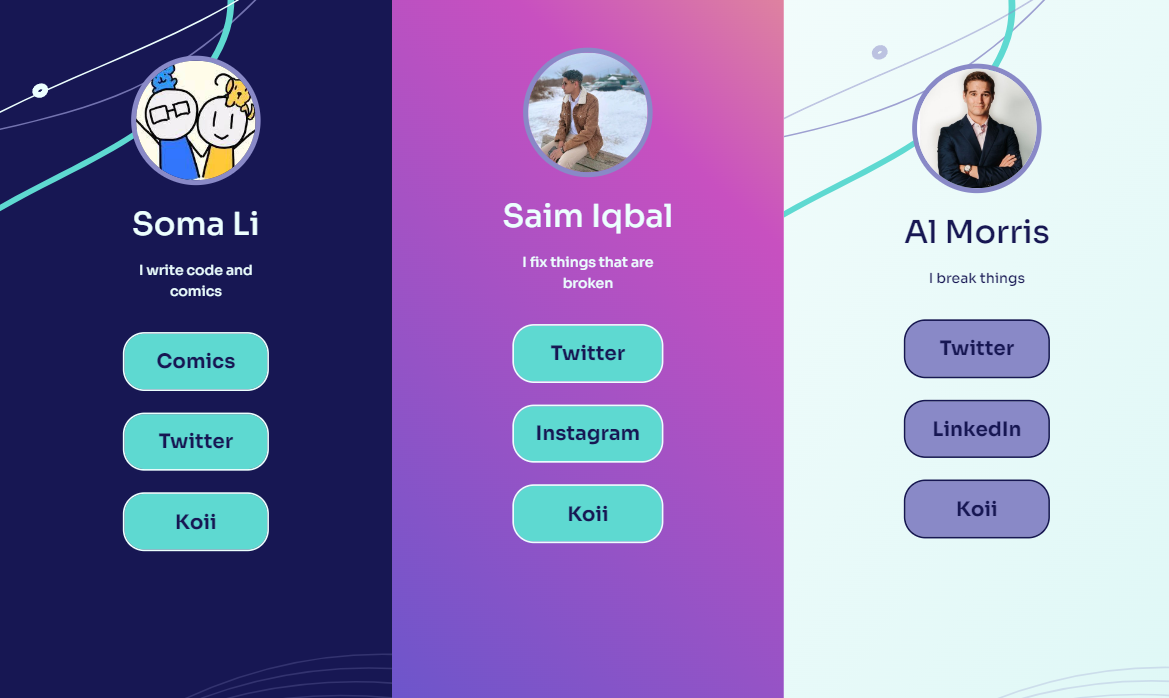 Soma Li
I write code and
comics
Comics
Twitter
Koii
Saim Iqbal
I fix things that are
broken
Twitter
Instagram
Koii
Al Morris
I break things
Twitter
LinkedIn
Koii